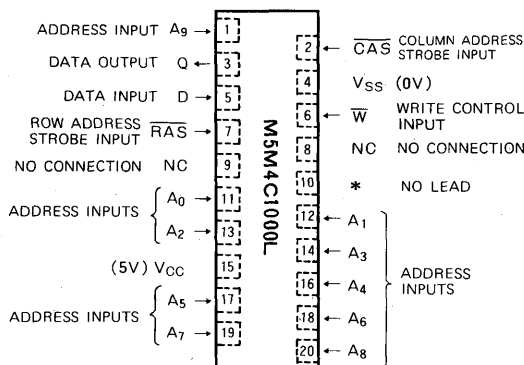 ADDRESS INPUT A₉ → 1
2 ← C̅A̅S̅ COLUMN ADDRESS
STROBE INPUT
DATA OUTPUT Q ← 3
4 VSS (0V)
DATA INPUT D → 5
6 ← W̅ WRITE CONTROL
INPUT
ROW ADDRESS
STROBE INPUT R̅A̅S̅ → 7
8 NC NO CONNECTION
NO CONNECTION NC 9
10 * NO LEAD
ADDRESS INPUTS
A₀ → 11
12 ← A₁
A₂ → 13
14 ← A₃
(5V) VCC 15
16 ← A₄
ADDRESS
INPUTS
ADDRESS INPUTS
A₅ → 17
18 ← A₆
A₇ → 19
20 ← A₈
M5M4C1000L